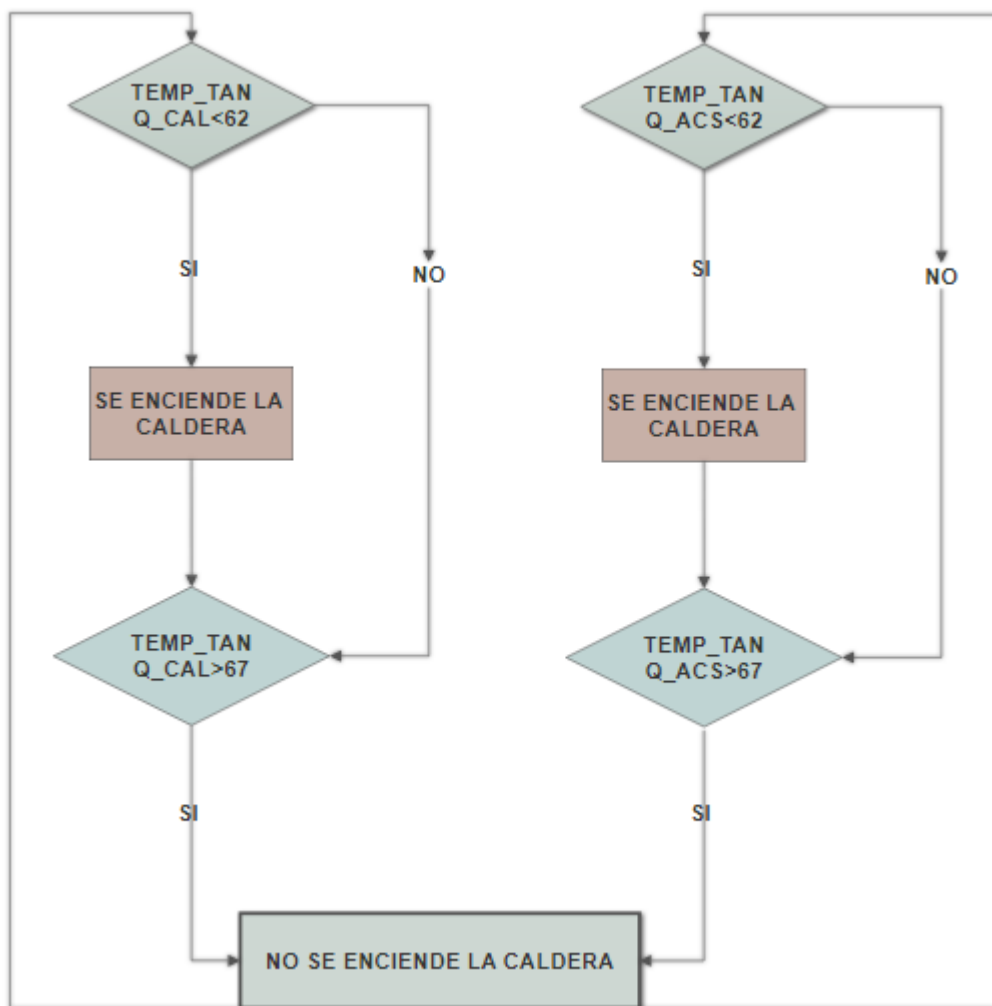 TEMP_TAN
Q_CAL<62
TEMP_TAN
Q_ACS<62
SI
NO
SI
NO
SE ENCIENDE LA
CALDERA
SE ENCIENDE LA
CALDERA
TEMP_TAN
Q_CAL>67
TEMP_TAN
Q_ACS>67
SI
SI
NO SE ENCIENDE LA CALDERA